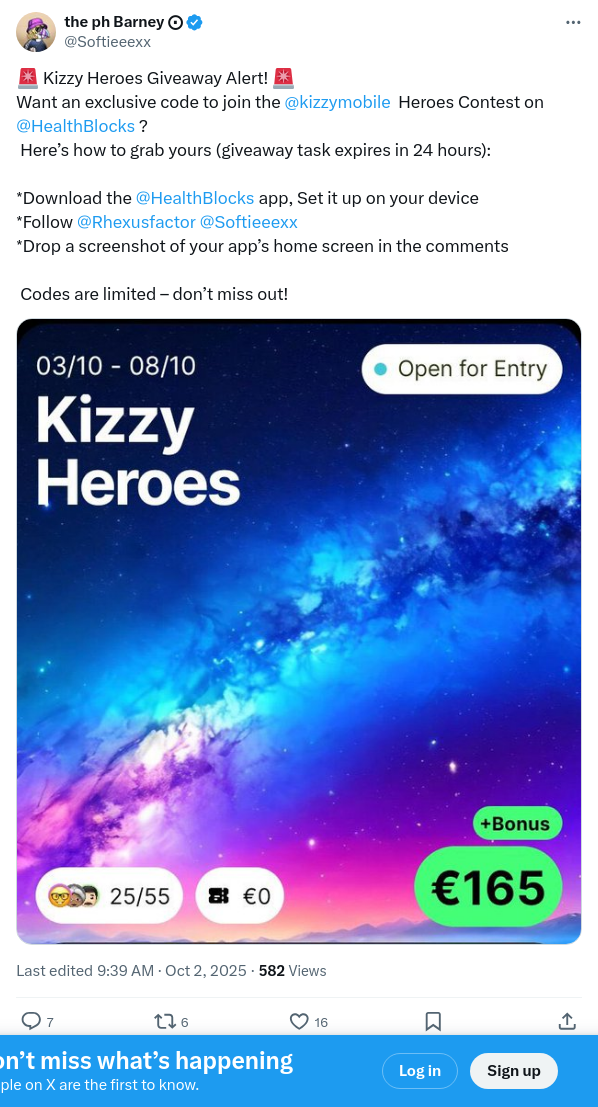 the ph Barney
@Softieeexx
🚨 Kizzy Heroes Giveaway Alert! 🚨
Want an exclusive code to join the @kizzymobile Heroes Contest on
@HealthBlocks ?
Here’s how to grab yours (giveaway task expires in 24 hours):
*Download the @HealthBlocks app, Set it up on your device
*Follow @Rhexusfactor @Softieeexx
*Drop a screenshot of your app’s home screen in the comments
Codes are limited – don’t miss out!
03/10 - 08/10
Open for Entry
Kizzy
Heroes
+Bonus
25/55
€0
€165
Last edited 9:39 AM · Oct 2, 2025 · 582 Views
7
6
16
on’t miss what’s happening
ple on X are the first to know.
Log in
Sign up